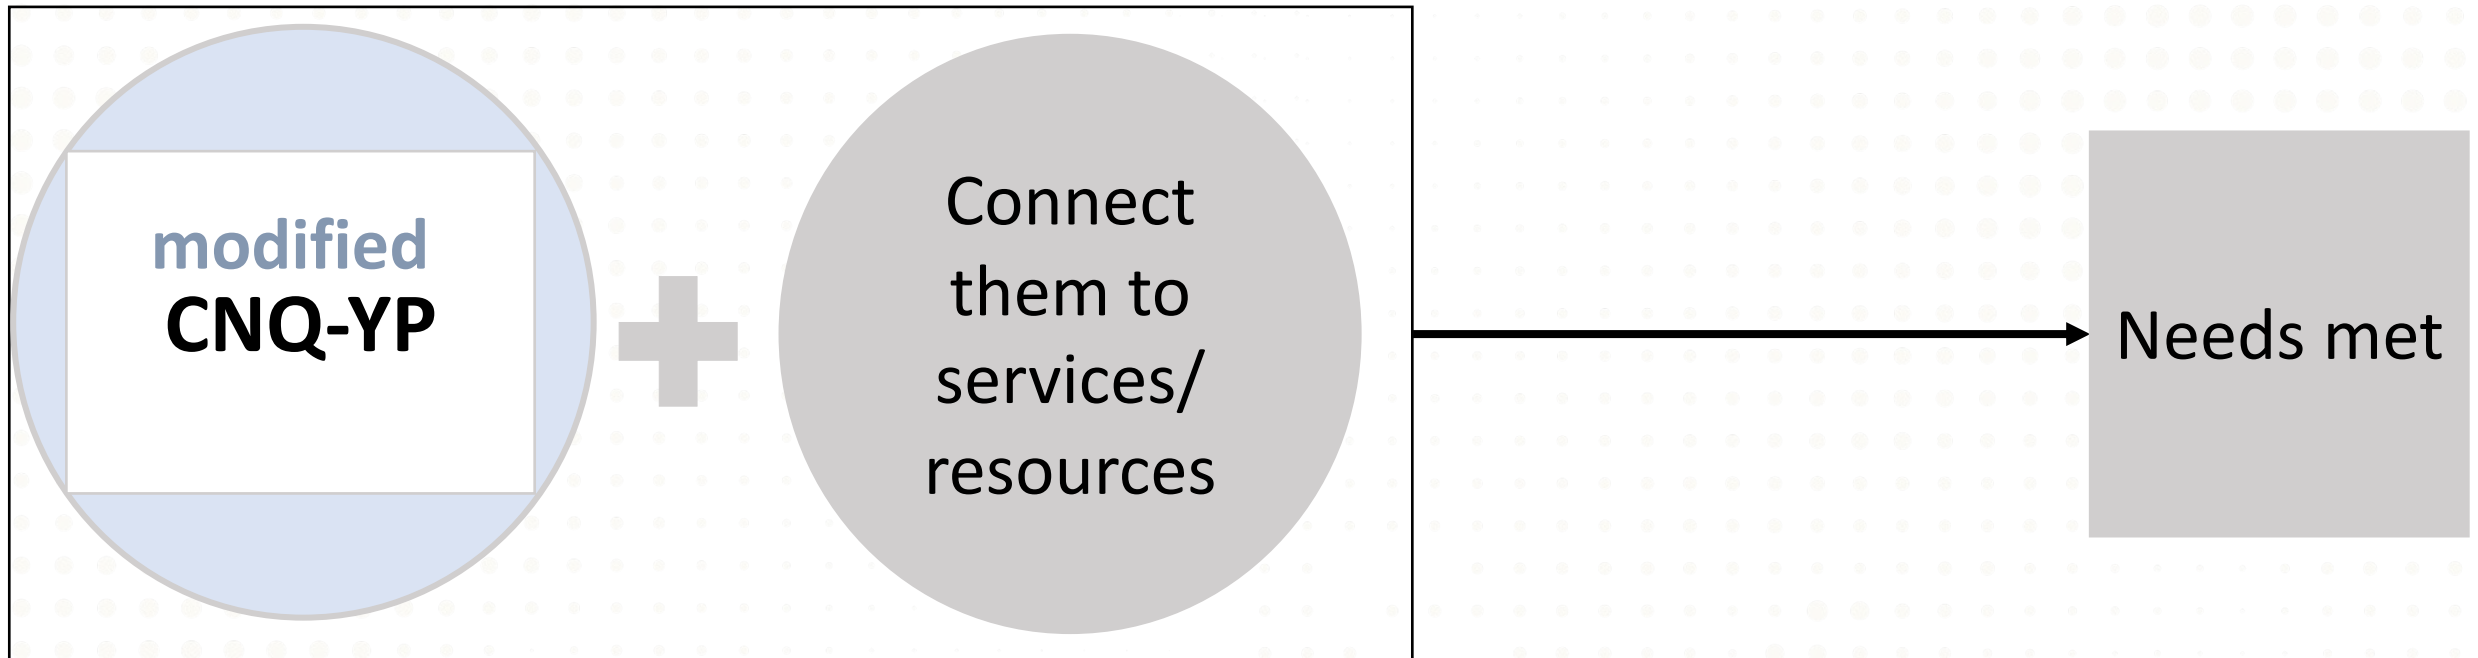 modified
CNQ-YP
Connect
them to
services/
resources
Needs met